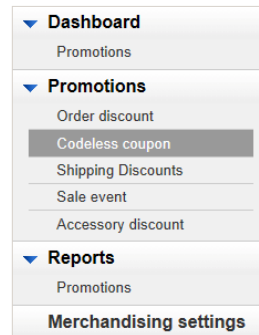 Dashboard
Promotions
Promotions
Order discount
Codeless coupon
Shipping Discounts
Sale event
Accessory discount
Reports
Promotions
Merchandising settings